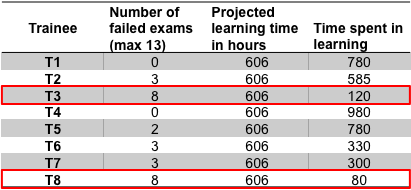 Trainee Number of failed exams (max 13) Projected learning time in hours Time spent in learning
T1 0 606 780
T2 3 606 585
T3 8 606 120
T4 0 606 980
T5 2 606 780
T6 3 606 330
T7 3 606 300
T8 8 606 80